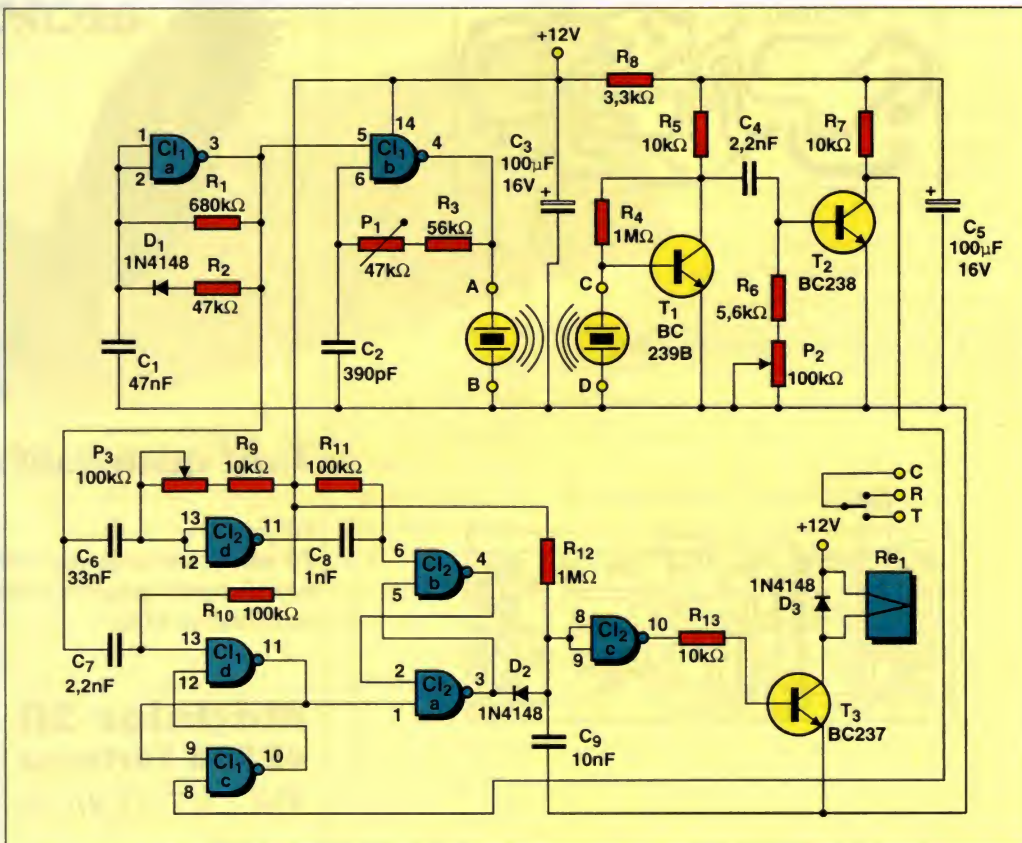 +12V
R8
3,3kΩ
1
2
3
CI1
a
R1
680kΩ
D1
1N4148
R2
47kΩ
C1
47nF
14
5
6
4
CI1
b
P1
47kΩ
R3
56kΩ
C2
390pF
A
B
C3
100µF
16V
+
R4
1MΩ
C
D
R5
10kΩ
T1
BC
239B
C4
2,2nF
R7
10kΩ
T2
BC238
R6
5,6kΩ
P2
100kΩ
+
C5
100µF
16V
P3
100kΩ
R9
10kΩ
R11
100kΩ
C6
33nF
13
12
CI2
d
11
C8
1nF
R10
100kΩ
C7
2,2nF
13
12
CI1
d
11
9
8
CI1
c
10
6
5
CI2
b
4
2
1
CI2
a
3
D2
1N4148
R12
1MΩ
C9
10nF
8
9
CI2
c
10
R13
10kΩ
T3
BC237
C
R
T
+12V
1N4148
D3
Re1